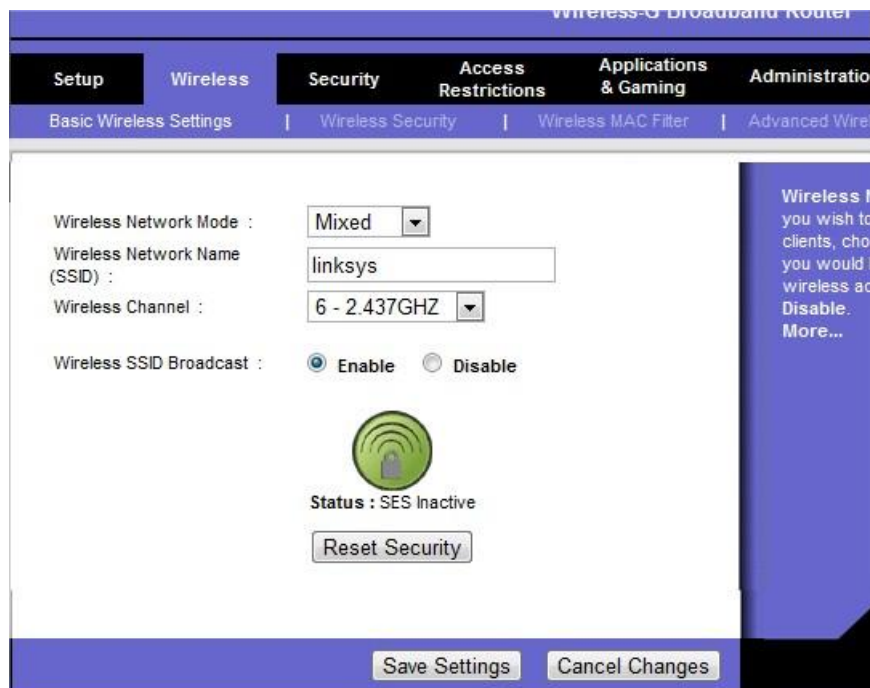 Wireless-G Broadband Router
Setup
Wireless
Security
Access Restrictions
Applications & Gaming
Administratio
Basic Wireless Settings | Wireless Security | Wireless MAC Filter | Advanced Wire
Wireless Network Mode :
Mixed
Wireless Network Name
(SSID) :
linksys
Wireless Channel :
6 - 2.437GHZ
Wireless SSID Broadcast :
Enable
Disable
Status : SES Inactive
Reset Security
Wireless
you wish to
clients, cho
you would
wireless ac
Disable.
More...
Save Settings
Cancel Changes